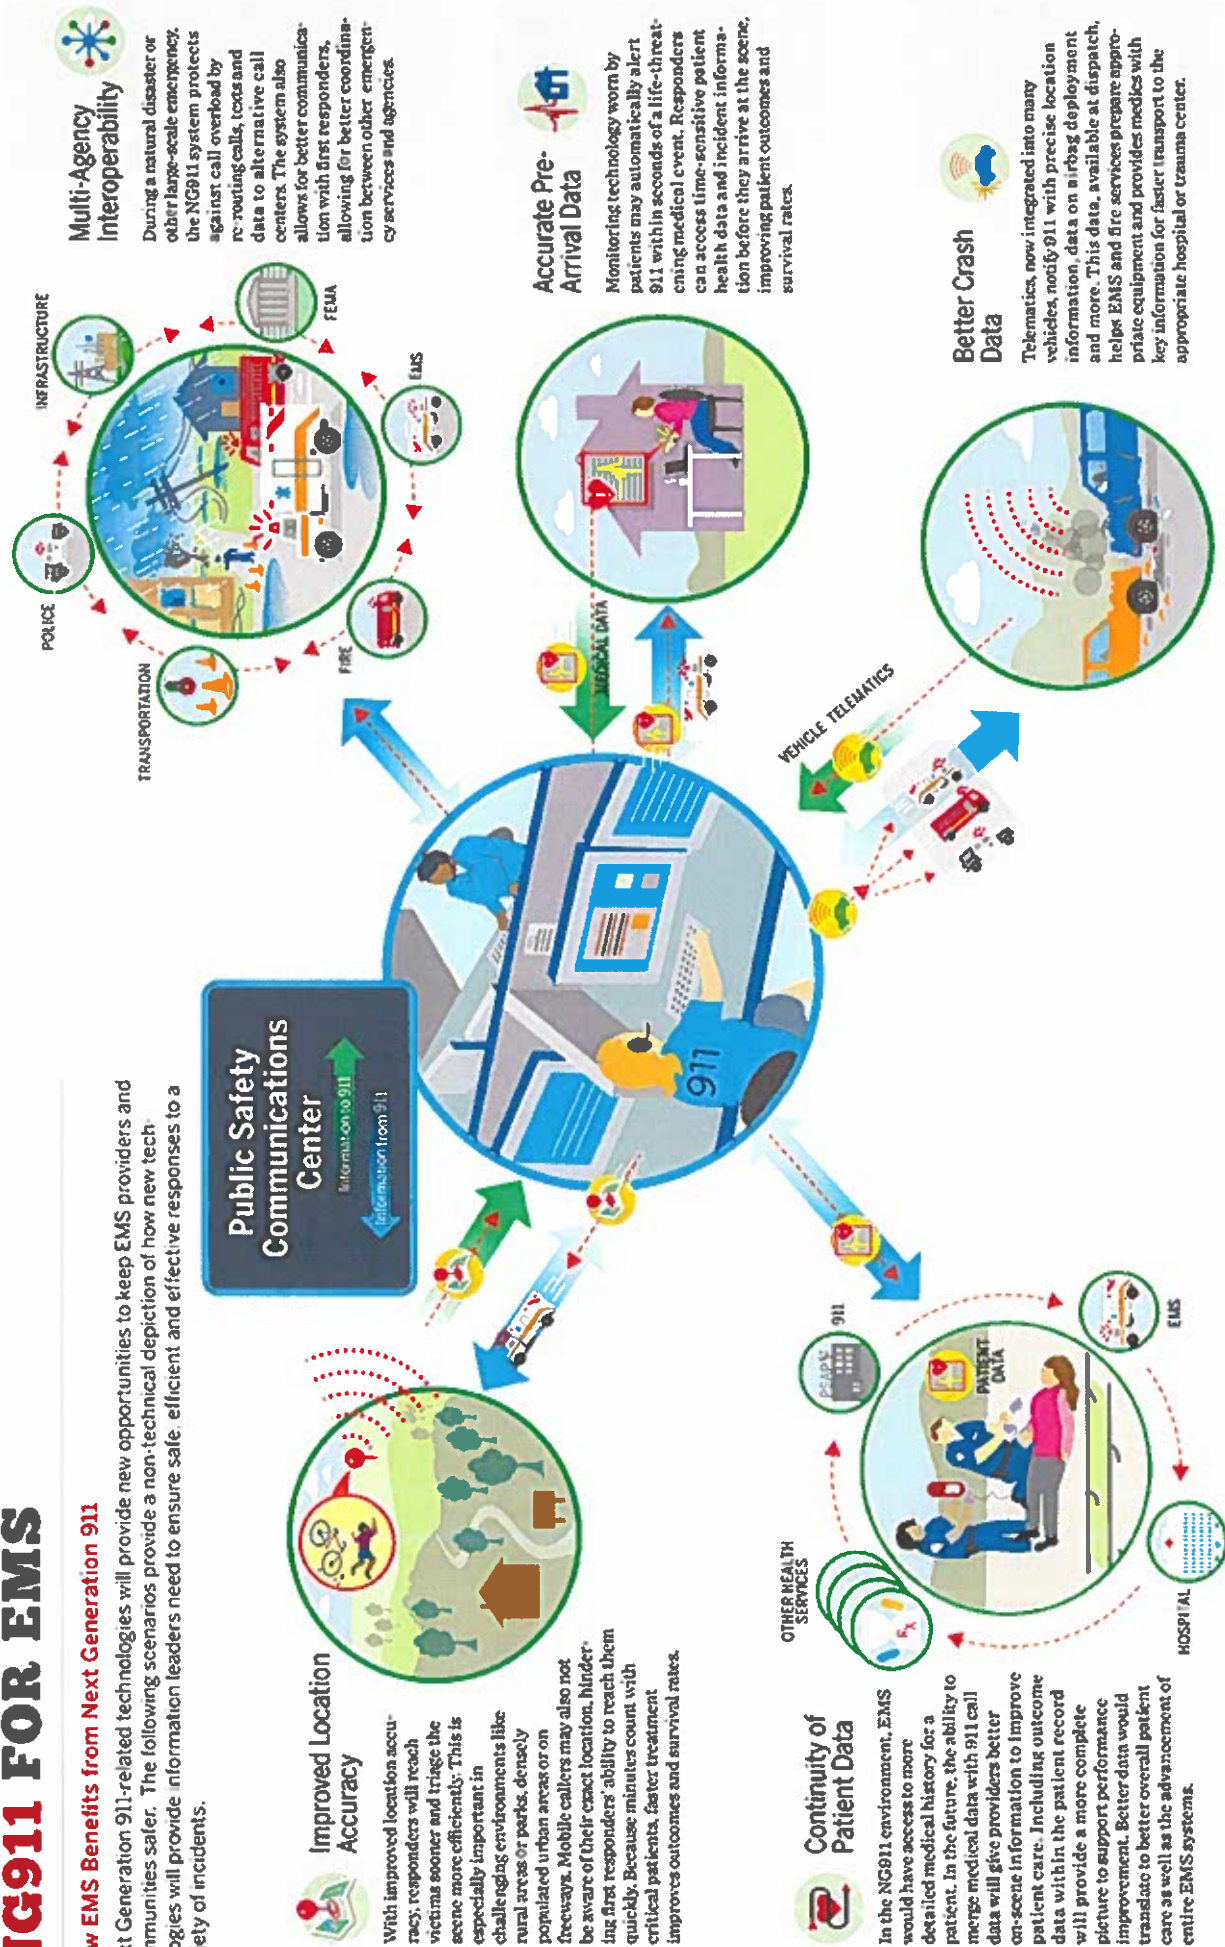 G911 FOR EMS
w EMS Benefits from Next Generation 911
t Generation 911-related technologies will provide new opportunities to keep EMS providers and
mmunities safer. The following scenarios provide a non-technical depiction of how new tech-
ogies will provide information leaders need to ensure safe, efficient and effective responses to a
iety of incidents.
Public Safety
Communications
Center
Information to 911
Information from 911
Improved Location
Accuracy
With improved location accu-
racy, responders will reach
victims sooner and triage the
scene more efficiently. This is
especially important in
challenging environments like
rural areas or parks, densely
populated urban areas or on
freeways. Mobile callers may also not
be aware of their exact location, hinder-
ing first responders' ability to reach them
quickly. Because minutes count with
critical patients, faster treatment
improves outcomes and survival rates.
Continuity of
Patient Data
In the NG911 environment, EMS
would have access to more
detailed medical history for a
patient. In the future, the ability to
merge medical data with 911 call
data will give providers better
on-scene information to improve
patient care. Including outcome
data within the patient record
will provide a more complete
picture to support performance
improvement. Better data would
translate to better overall patient
care as well as the advancement of
entire EMS systems.
OTHER HEALTH
SERVICES
Rx
PSAP
911
PATIENT
DATA
EMS
HOSPITAL
911
TRANSPORTATION
POLICE
INFRASTRUCTURE
FEMA
EMS
FIRE
Multi-Agency
Interoperability
During a natural disaster or
other large-scale emergency,
the NG911 system protects
against call overload by
re-routing calls, texts and
data to alternative call
centers. The system also
allows for better communica-
tion with first responders,
allowing for better coordina-
tion between other emergen-
cy services and agencies.
MEDICAL DATA
Accurate Pre-
Arrival Data
Monitoring technology worn by
patients may automatically alert
911 within seconds of a life-threat-
ening medical event. Responders
can access time-sensitive patient
health data and incident informa-
tion before they arrive at the scene,
improving patient outcomes and
survival rates.
VEHICLE TELEMATICS
Better Crash
Data
Telematics, now integrated into many
vehicles, notify 911 with precise location
information, data on airbag deployment
and more. This data, available at dispatch,
helps EMS and fire services prepare appro-
priate equipment and provides medics with
key information for faster transport to the
appropriate hospital or trauma center.